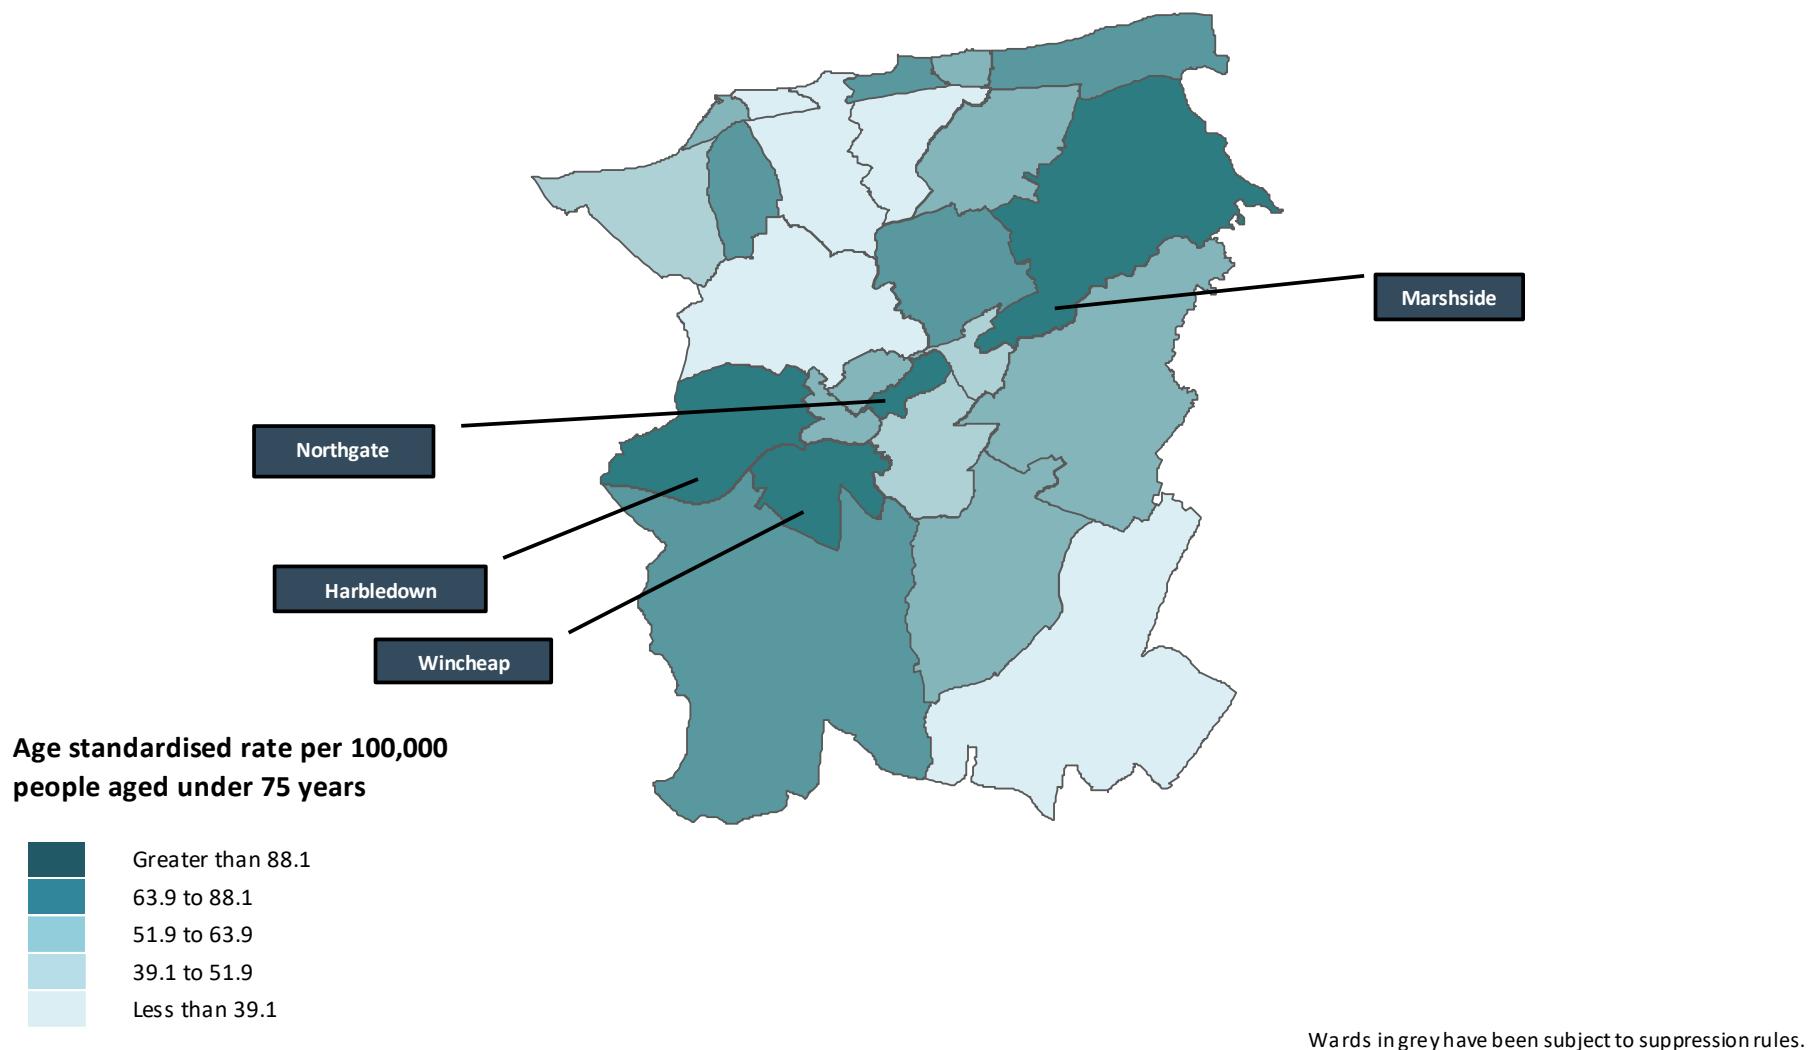 Marshside
Northgate
Harbledown
Wincheap
Age standardised rate per 100,000
people aged under 75 years
Greater than 88.1
63.9 to 88.1
51.9 to 63.9
39.1 to 51.9
Less than 39.1
Wards in grey have been subject to suppression rules.